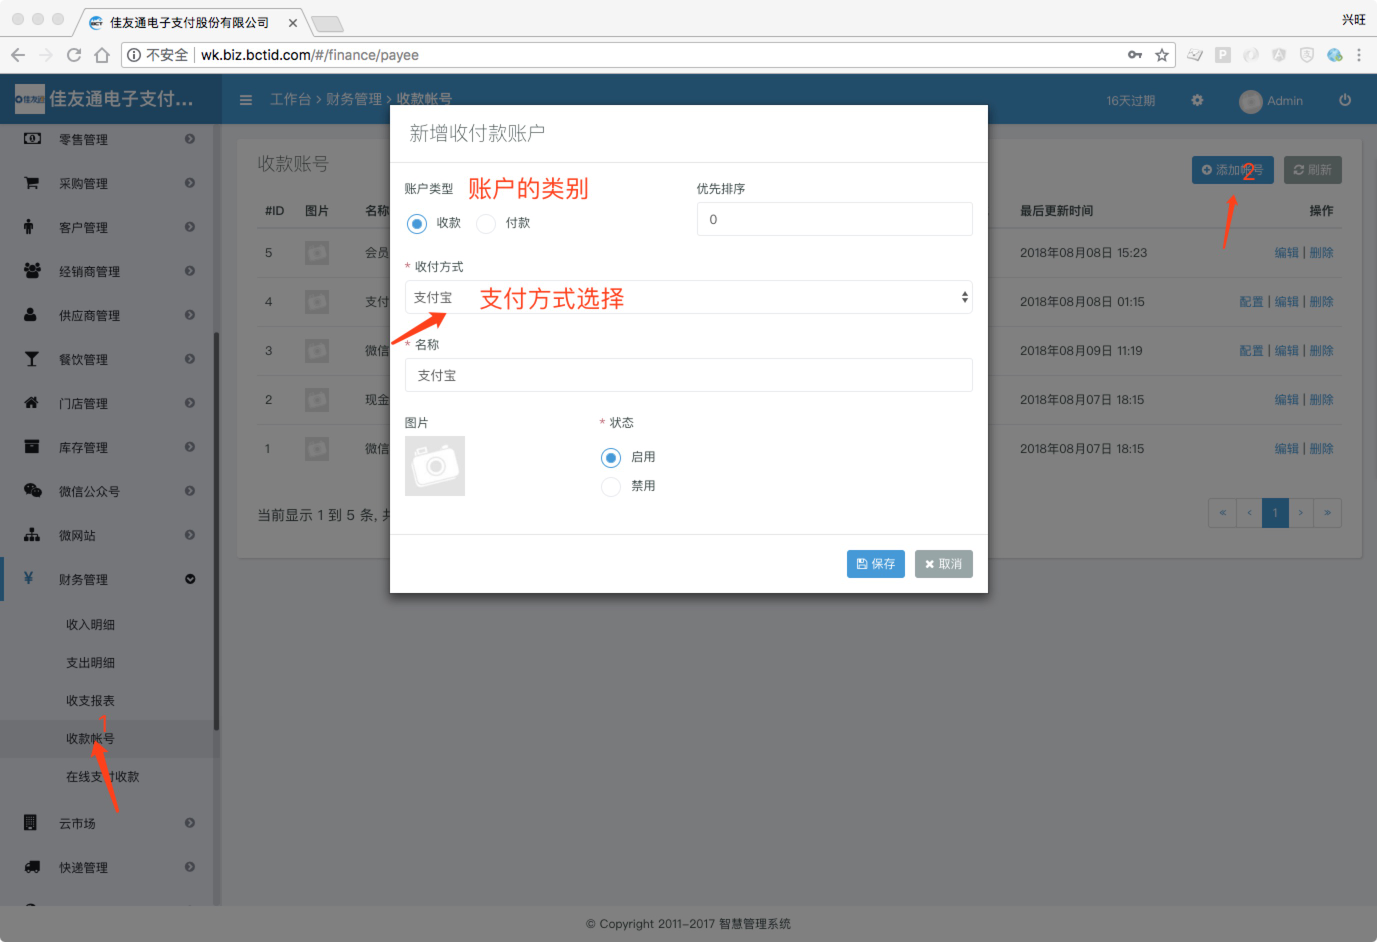 佳友通电子支付股份有限公司
兴旺
不安全 wk.biz.bctid.com/#/finance/payee
佳友通电子支付...
工作台 > 财务管理 > 收款帐号
16天过期
Admin
零售管理
采购管理
客户管理
经销商管理
供应商管理
餐饮管理
门店管理
库存管理
微信公众号
微网站
财务管理
收入明细
支出明细
收支报表
1
收款帐号
在线支付收款
云市场
快递管理
收款账号
添加帐号
2
刷新
#ID 图片 名称 最后更新时间 操作
5 会员 2018年08月08日 15:23 编辑 | 删除
4 支付 2018年08月08日 01:15 配置 | 编辑 | 删除
3 微信 2018年08月09日 11:19 配置 | 编辑 | 删除
2 现金 2018年08月07日 18:15 编辑 | 删除
1 微信 2018年08月07日 18:15 编辑 | 删除
当前显示 1 到 5 条, 共
« ‹ 1 › »
新增收付款账户
账户类型 账户的类别 优先排序
收款 付款 0
* 收付方式
支付宝 支付方式选择
* 名称
支付宝
图片 * 状态
启用
禁用
保存 取消
© Copyright 2011-2017 智慧管理系统